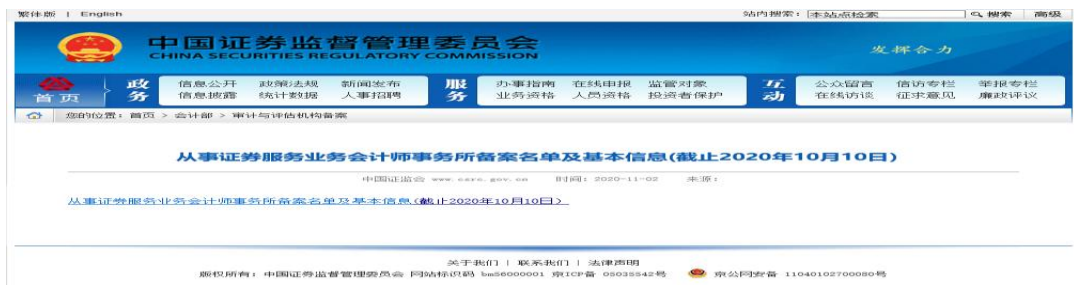 繁体版 | English 站内搜索：本站点检索 搜索 高级
中国证券监督管理委员会
CHINA SECURITIES REGULATORY COMMISSION
发挥合力
首页 政务 信息公开 政策法规 新闻发布 服务 办事指南 在线申报 监管对象 互动 公众留言 信访专栏 举报专栏
信息披露 统计数据 人事招聘 业务资格 人员资格 投资者保护 在线访谈 征求意见 廉政评议
您的位置：首页 > 会计部 > 审计与评估机构备案
从事证券服务业务会计师事务所备案名单及基本信息(截止2020年10月10日)
中国证监会 www.csrc.gov.cn 时间：2020-11-02 来源：
从事证券服务业务会计师事务所备案名单及基本信息(截止2020年10月10日)
关于我们 | 联系我们 | 法律声明
版权所有：中国证券监督管理委员会 网站标识码 bm56000001 京ICP备 05035542号 京公网安备 11040102700080号